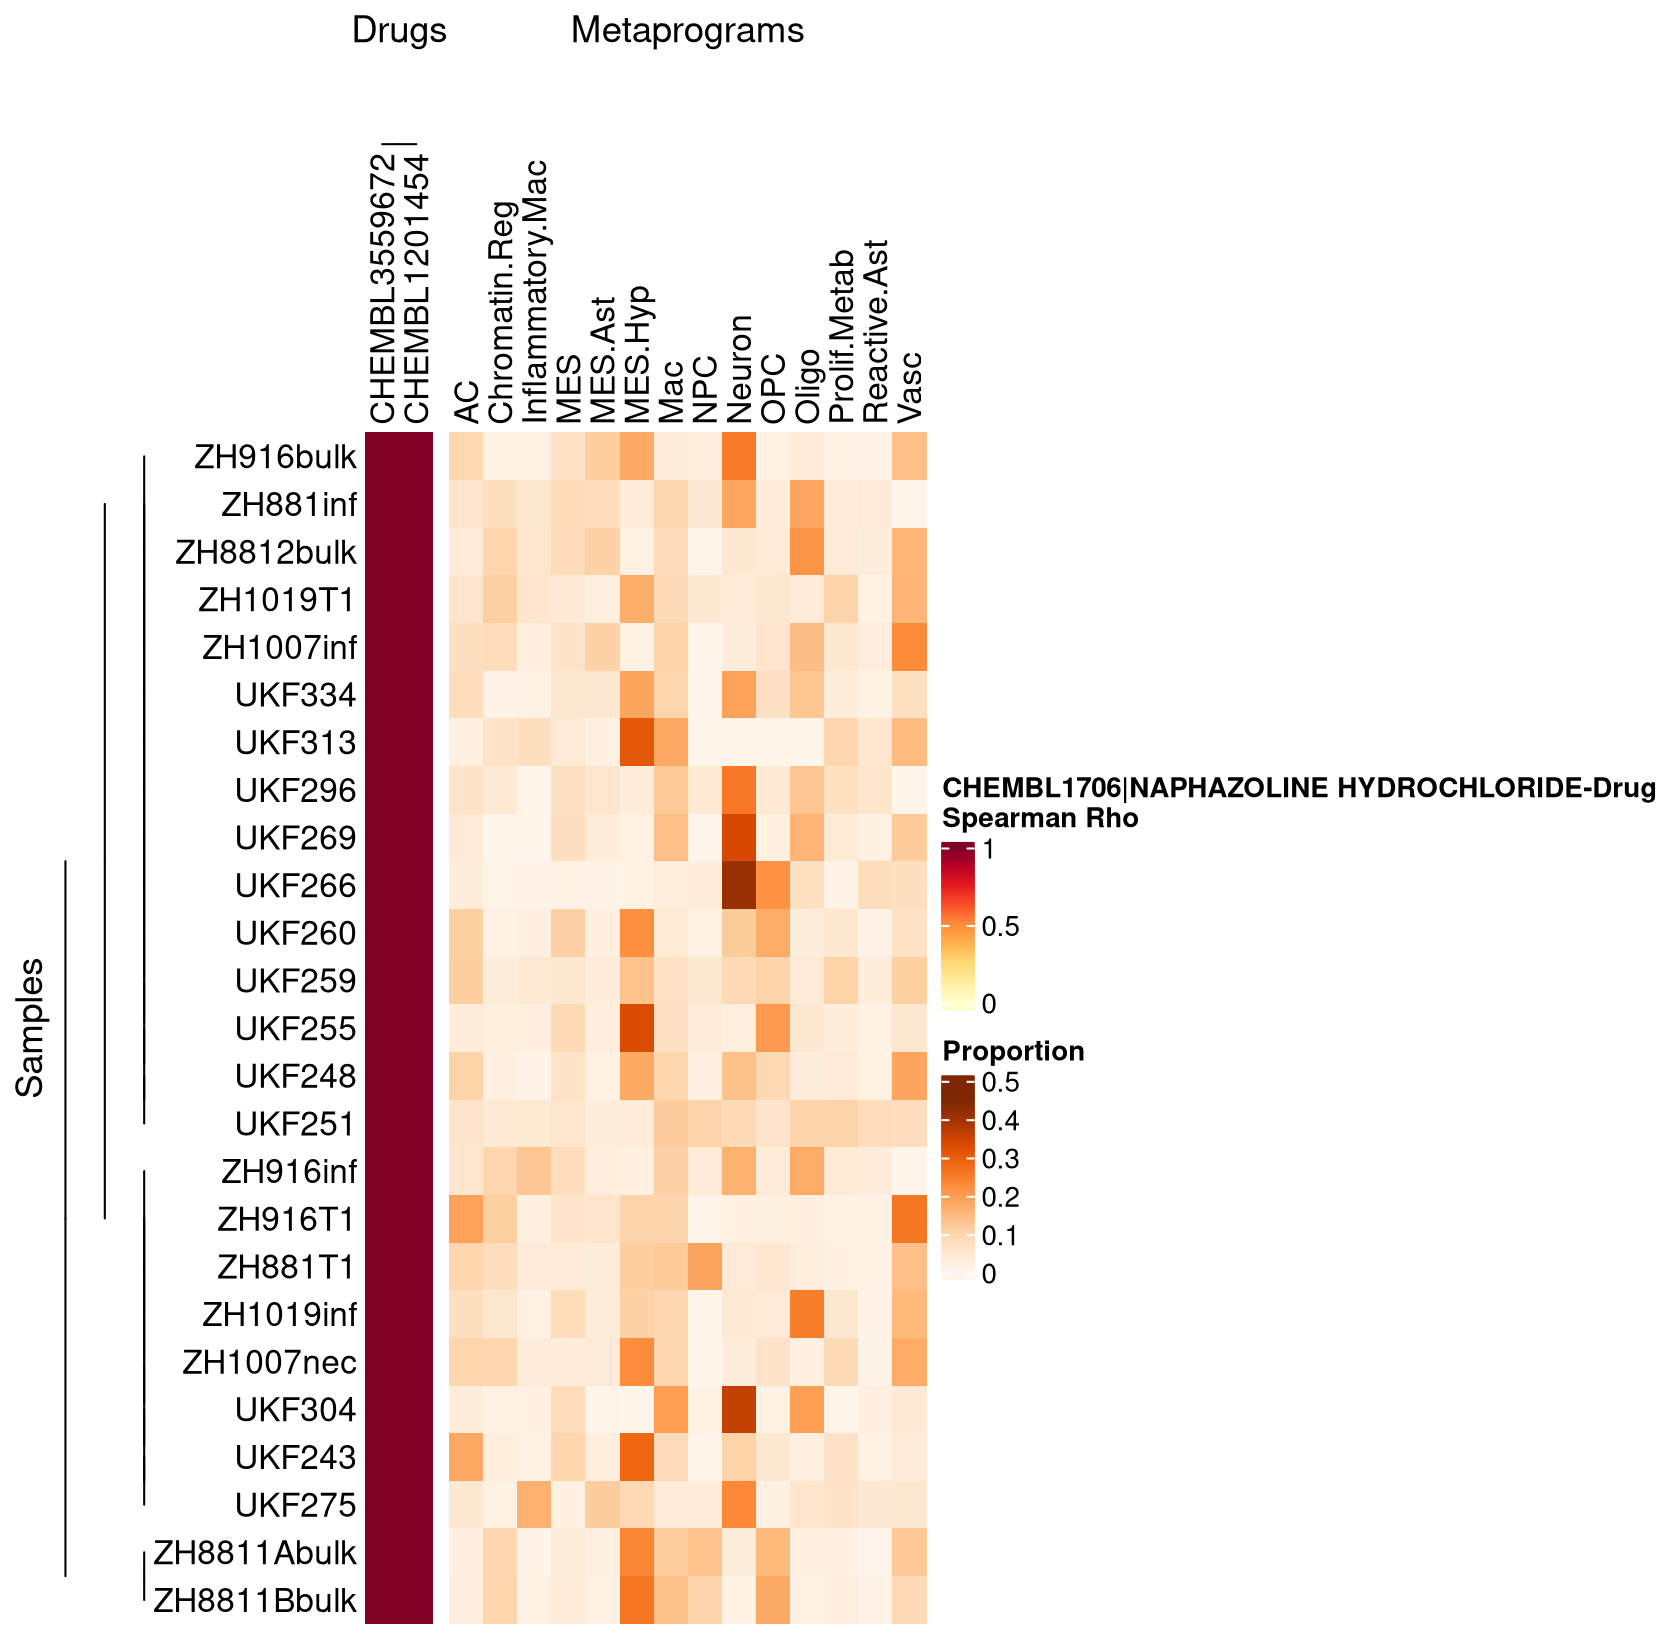 Drugs Metaprograms
CHEMBL3559672|
CHEMBL1201454|
AC
Chromatin.Reg
Inflammatory.Mac
MES
MES.Ast
MES.Hyp
Mac
NPC
Neuron
OPC
Oligo
Prolif.Metab
Reactive.Ast
Vasc
Samples
ZH916bulk
ZH881inf
ZH8812bulk
ZH1019T1
ZH1007inf
UKF334
UKF313
UKF296
UKF269
UKF266
UKF260
UKF259
UKF255
UKF248
UKF251
ZH916inf
ZH916T1
ZH881T1
ZH1019inf
ZH1007nec
UKF304
UKF243
UKF275
ZH8811Abulk
ZH8811Bbulk
CHEMBL1706|NAPHAZOLINE HYDROCHLORIDE-Drug
Spearman Rho
1
0.5
0
Proportion
0.5
0.4
0.3
0.2
0.1
0